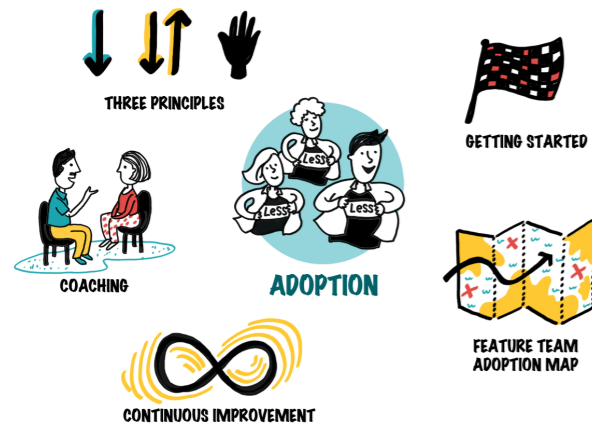 THREE PRINCIPLES
GETTING STARTED
LeSS
LeSS
LeSS
COACHING
ADOPTION
FEATURE TEAM
ADOPTION MAP
CONTINUOUS IMPROVEMENT